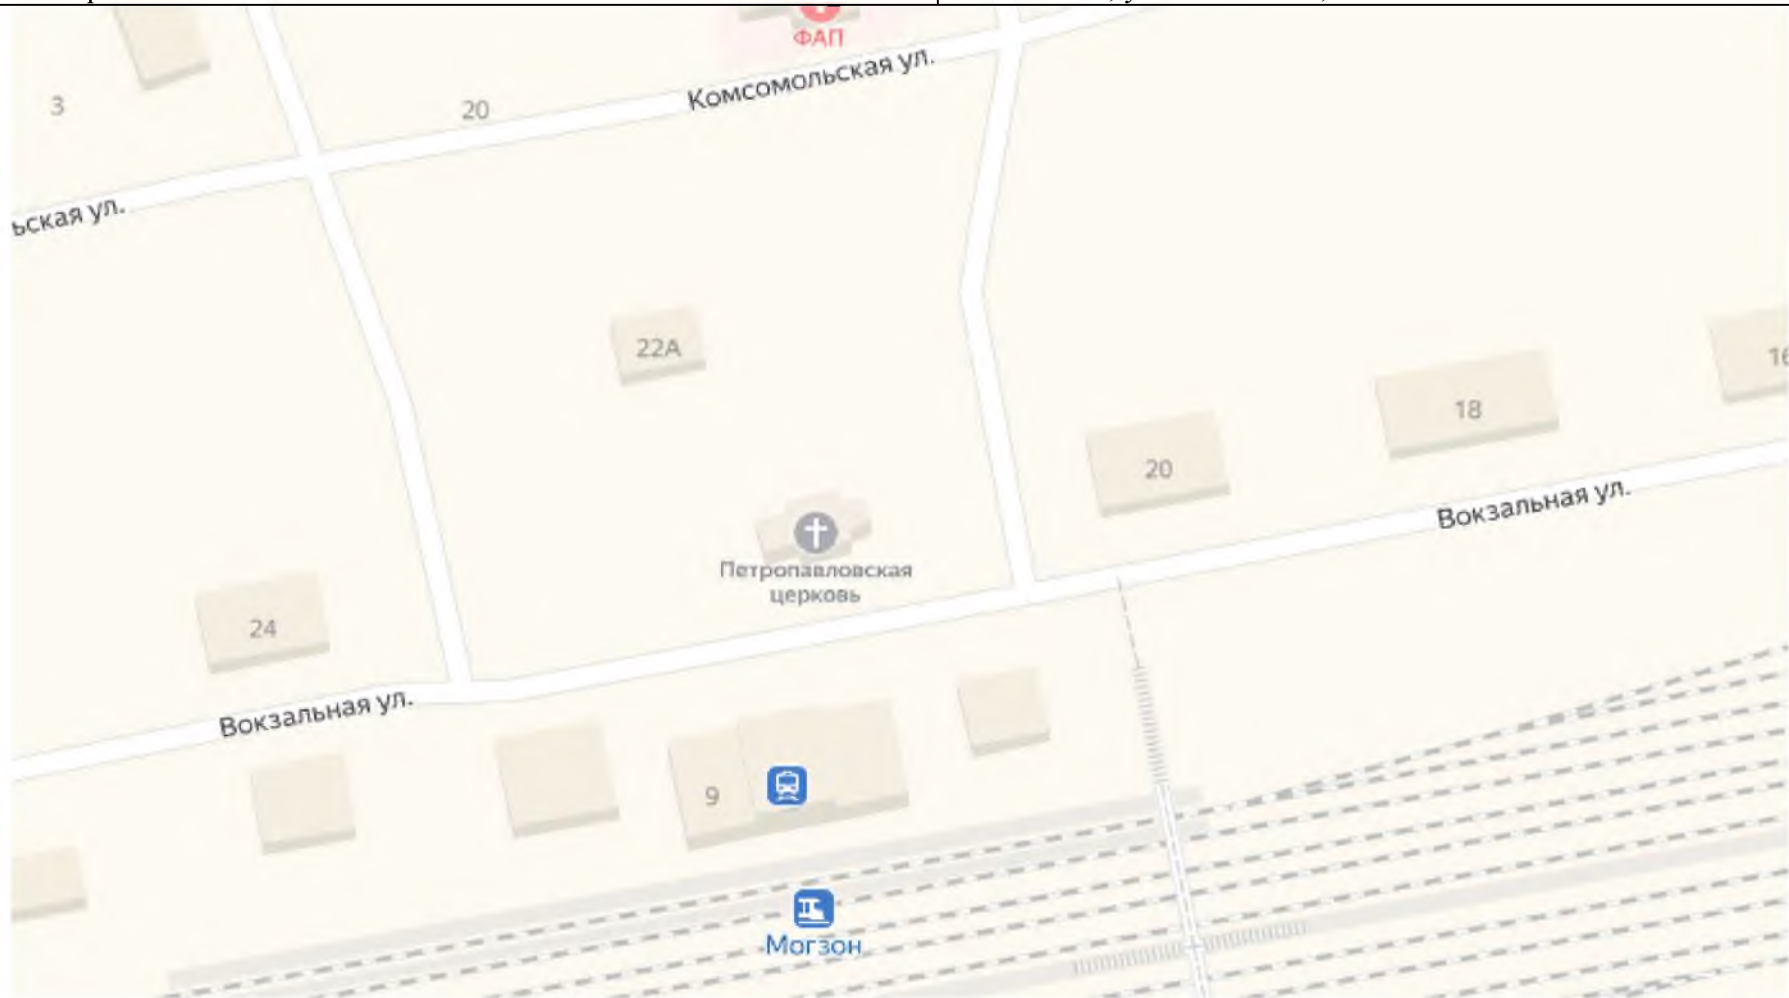 ФАП
Комсомольская ул.
3
20
ьская ул.
22А
18
20
Вокзальная ул.
Петропавловская
церковь
24
Вокзальная ул.
9
Могзон